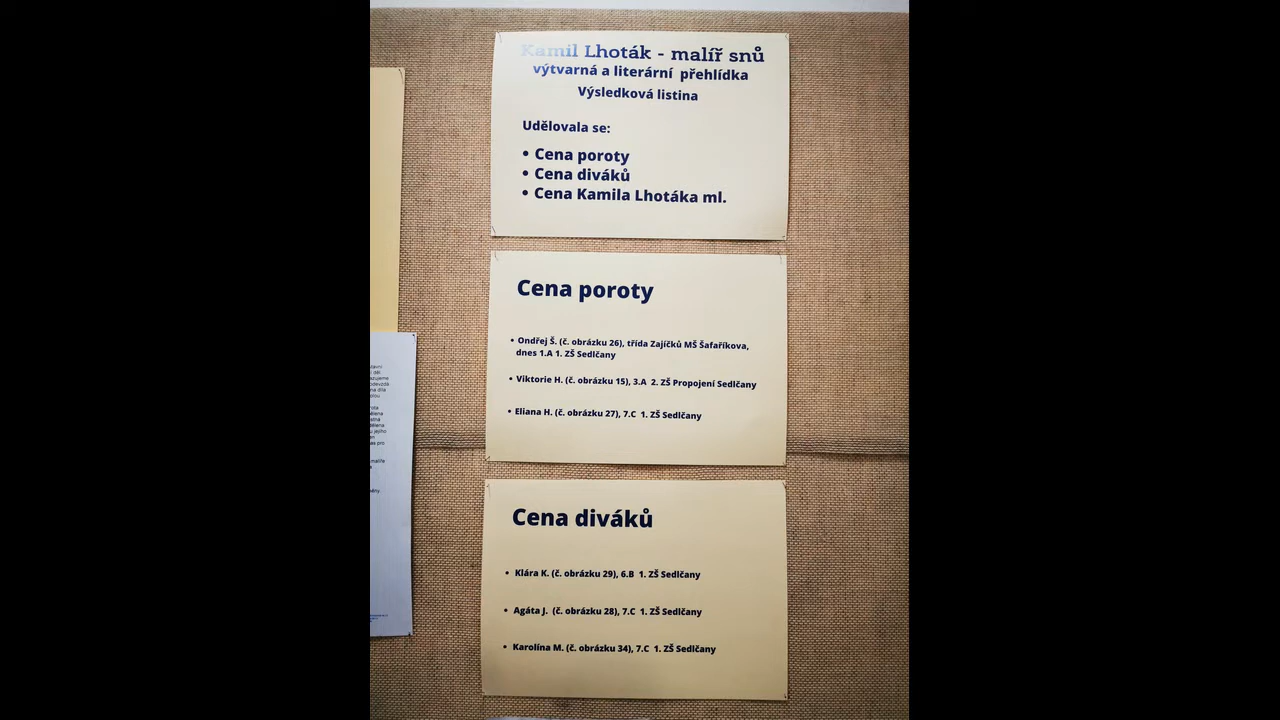 Kamil Lhoták - malíř snů
výtvarná a literární přehlídka
Výsledková listina
Udělovala se:
• Cena poroty
• Cena diváků
• Cena Kamila Lhotáka ml.
Cena poroty
• Ondřej Š. (č. obrázku 26), třída Zajíčků MŠ Šafaříkova,
dnes 1.A 1. ZŠ Sedlčany
• Viktorie H. (č. obrázku 15), 3.A 2. ZŠ Propojení Sedlčany
• Eliana H. (č. obrázku 27), 7.C 1. ZŠ Sedlčany
Cena diváků
• Klára K. (č. obrázku 29), 6.B 1. ZŠ Sedlčany
• Agáta J. (č. obrázku 28), 7.C 1. ZŠ Sedlčany
• Karolína M. (č. obrázku 34), 7.C 1. ZŠ Sedlčany